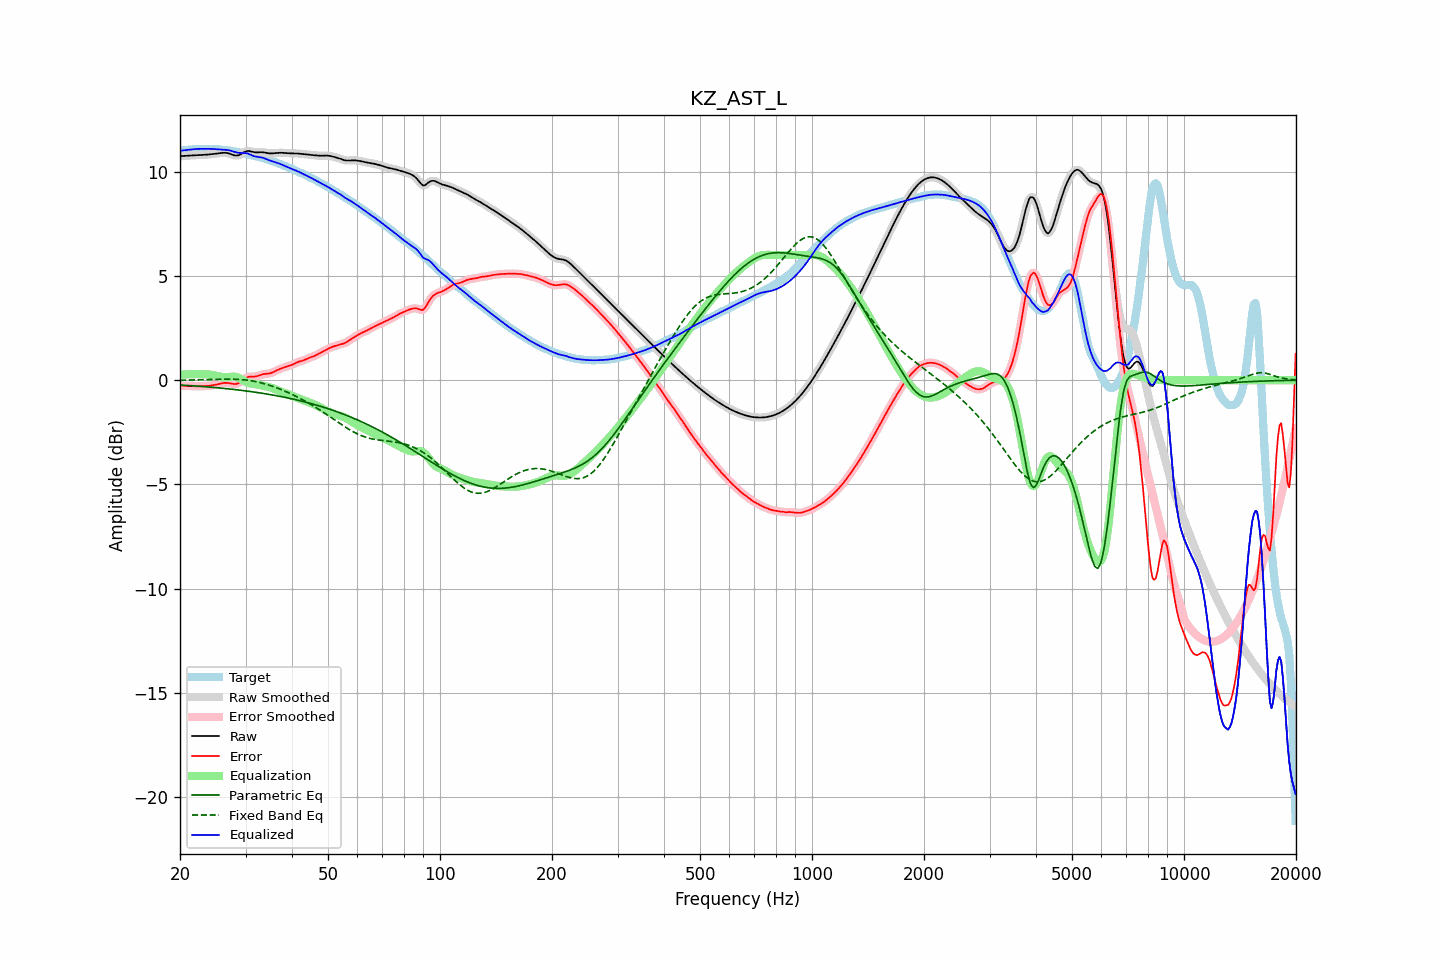 KZ_AST_L
Amplitude (dBr)
10
5
0
−5
−10
−15
−20
Target
Raw Smoothed
Error Smoothed
Raw
Error
Equalization
Parametric Eq
Fixed Band Eq
Equalized
20 50 100 200 500 1000 2000 5000 10000 20000
Frequency (Hz)